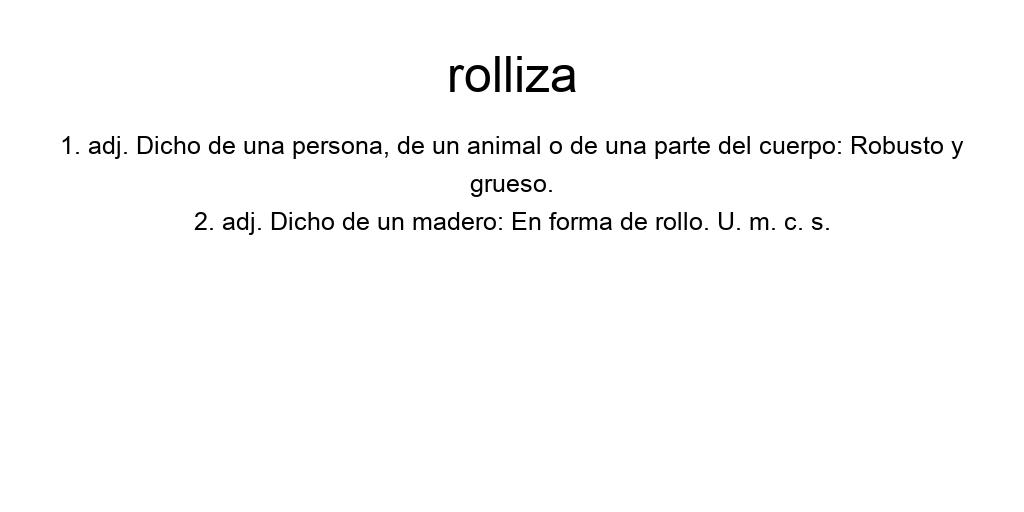 rolliza
1. adj. Dicho de una persona, de un animal o de una parte del cuerpo: Robusto y
grueso.
2. adj. Dicho de un madero: En forma de rollo. U. m. c. s.